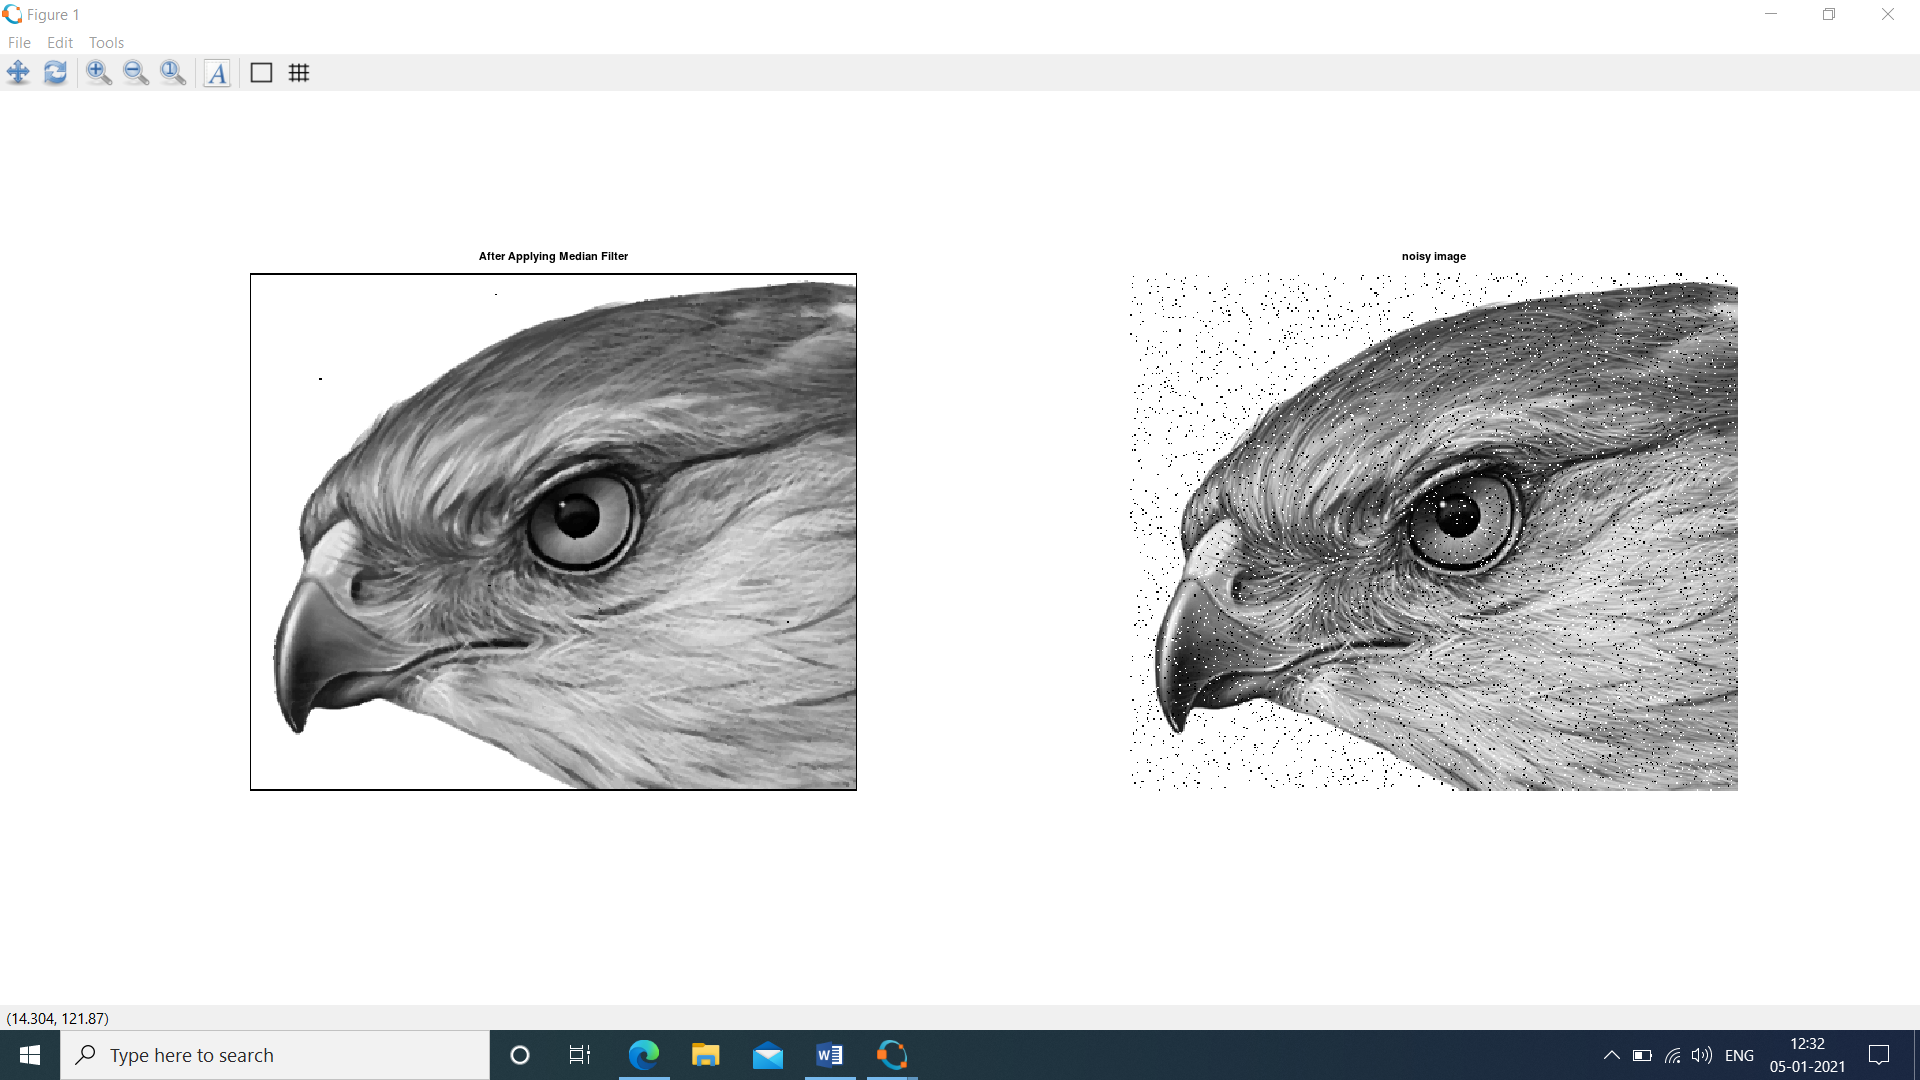 Figure 1
File Edit Tools
A
After Applying Median Filter
noisy image
(14.304, 121.87)
Type here to search
ENG
12:32
05-01-2021